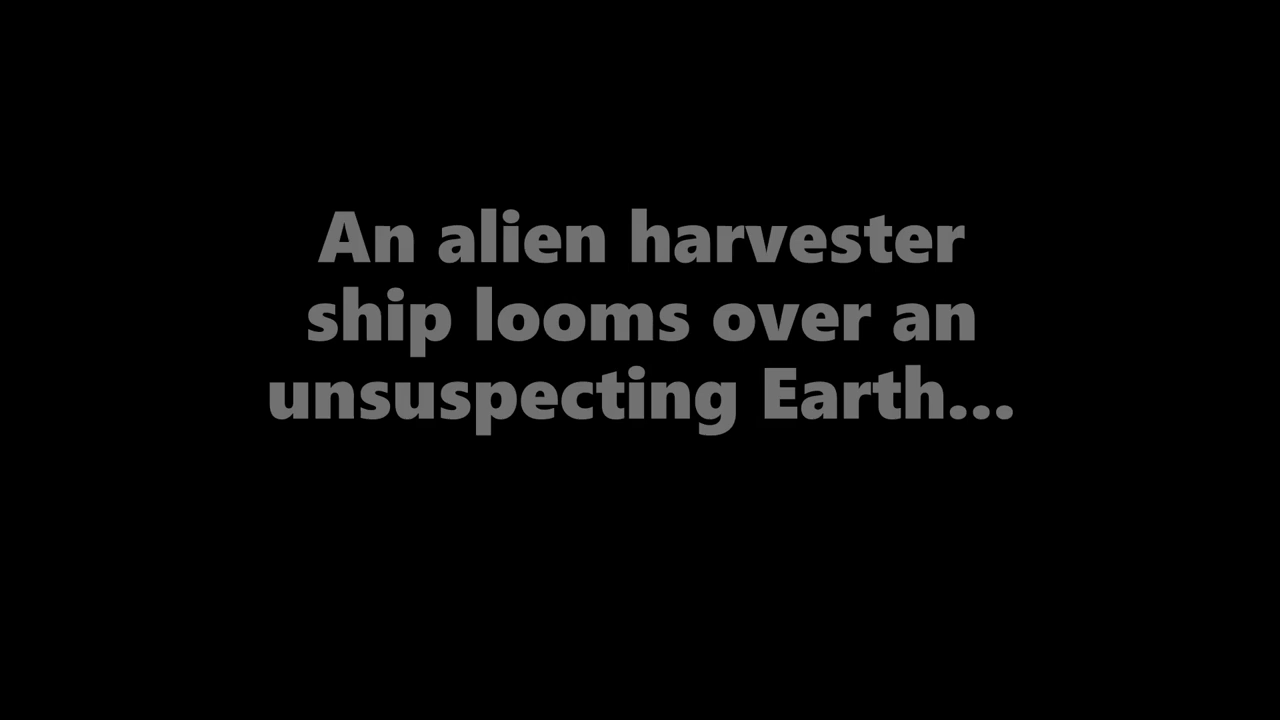 An alien harvester
ship looms over an
unsuspecting Earth...